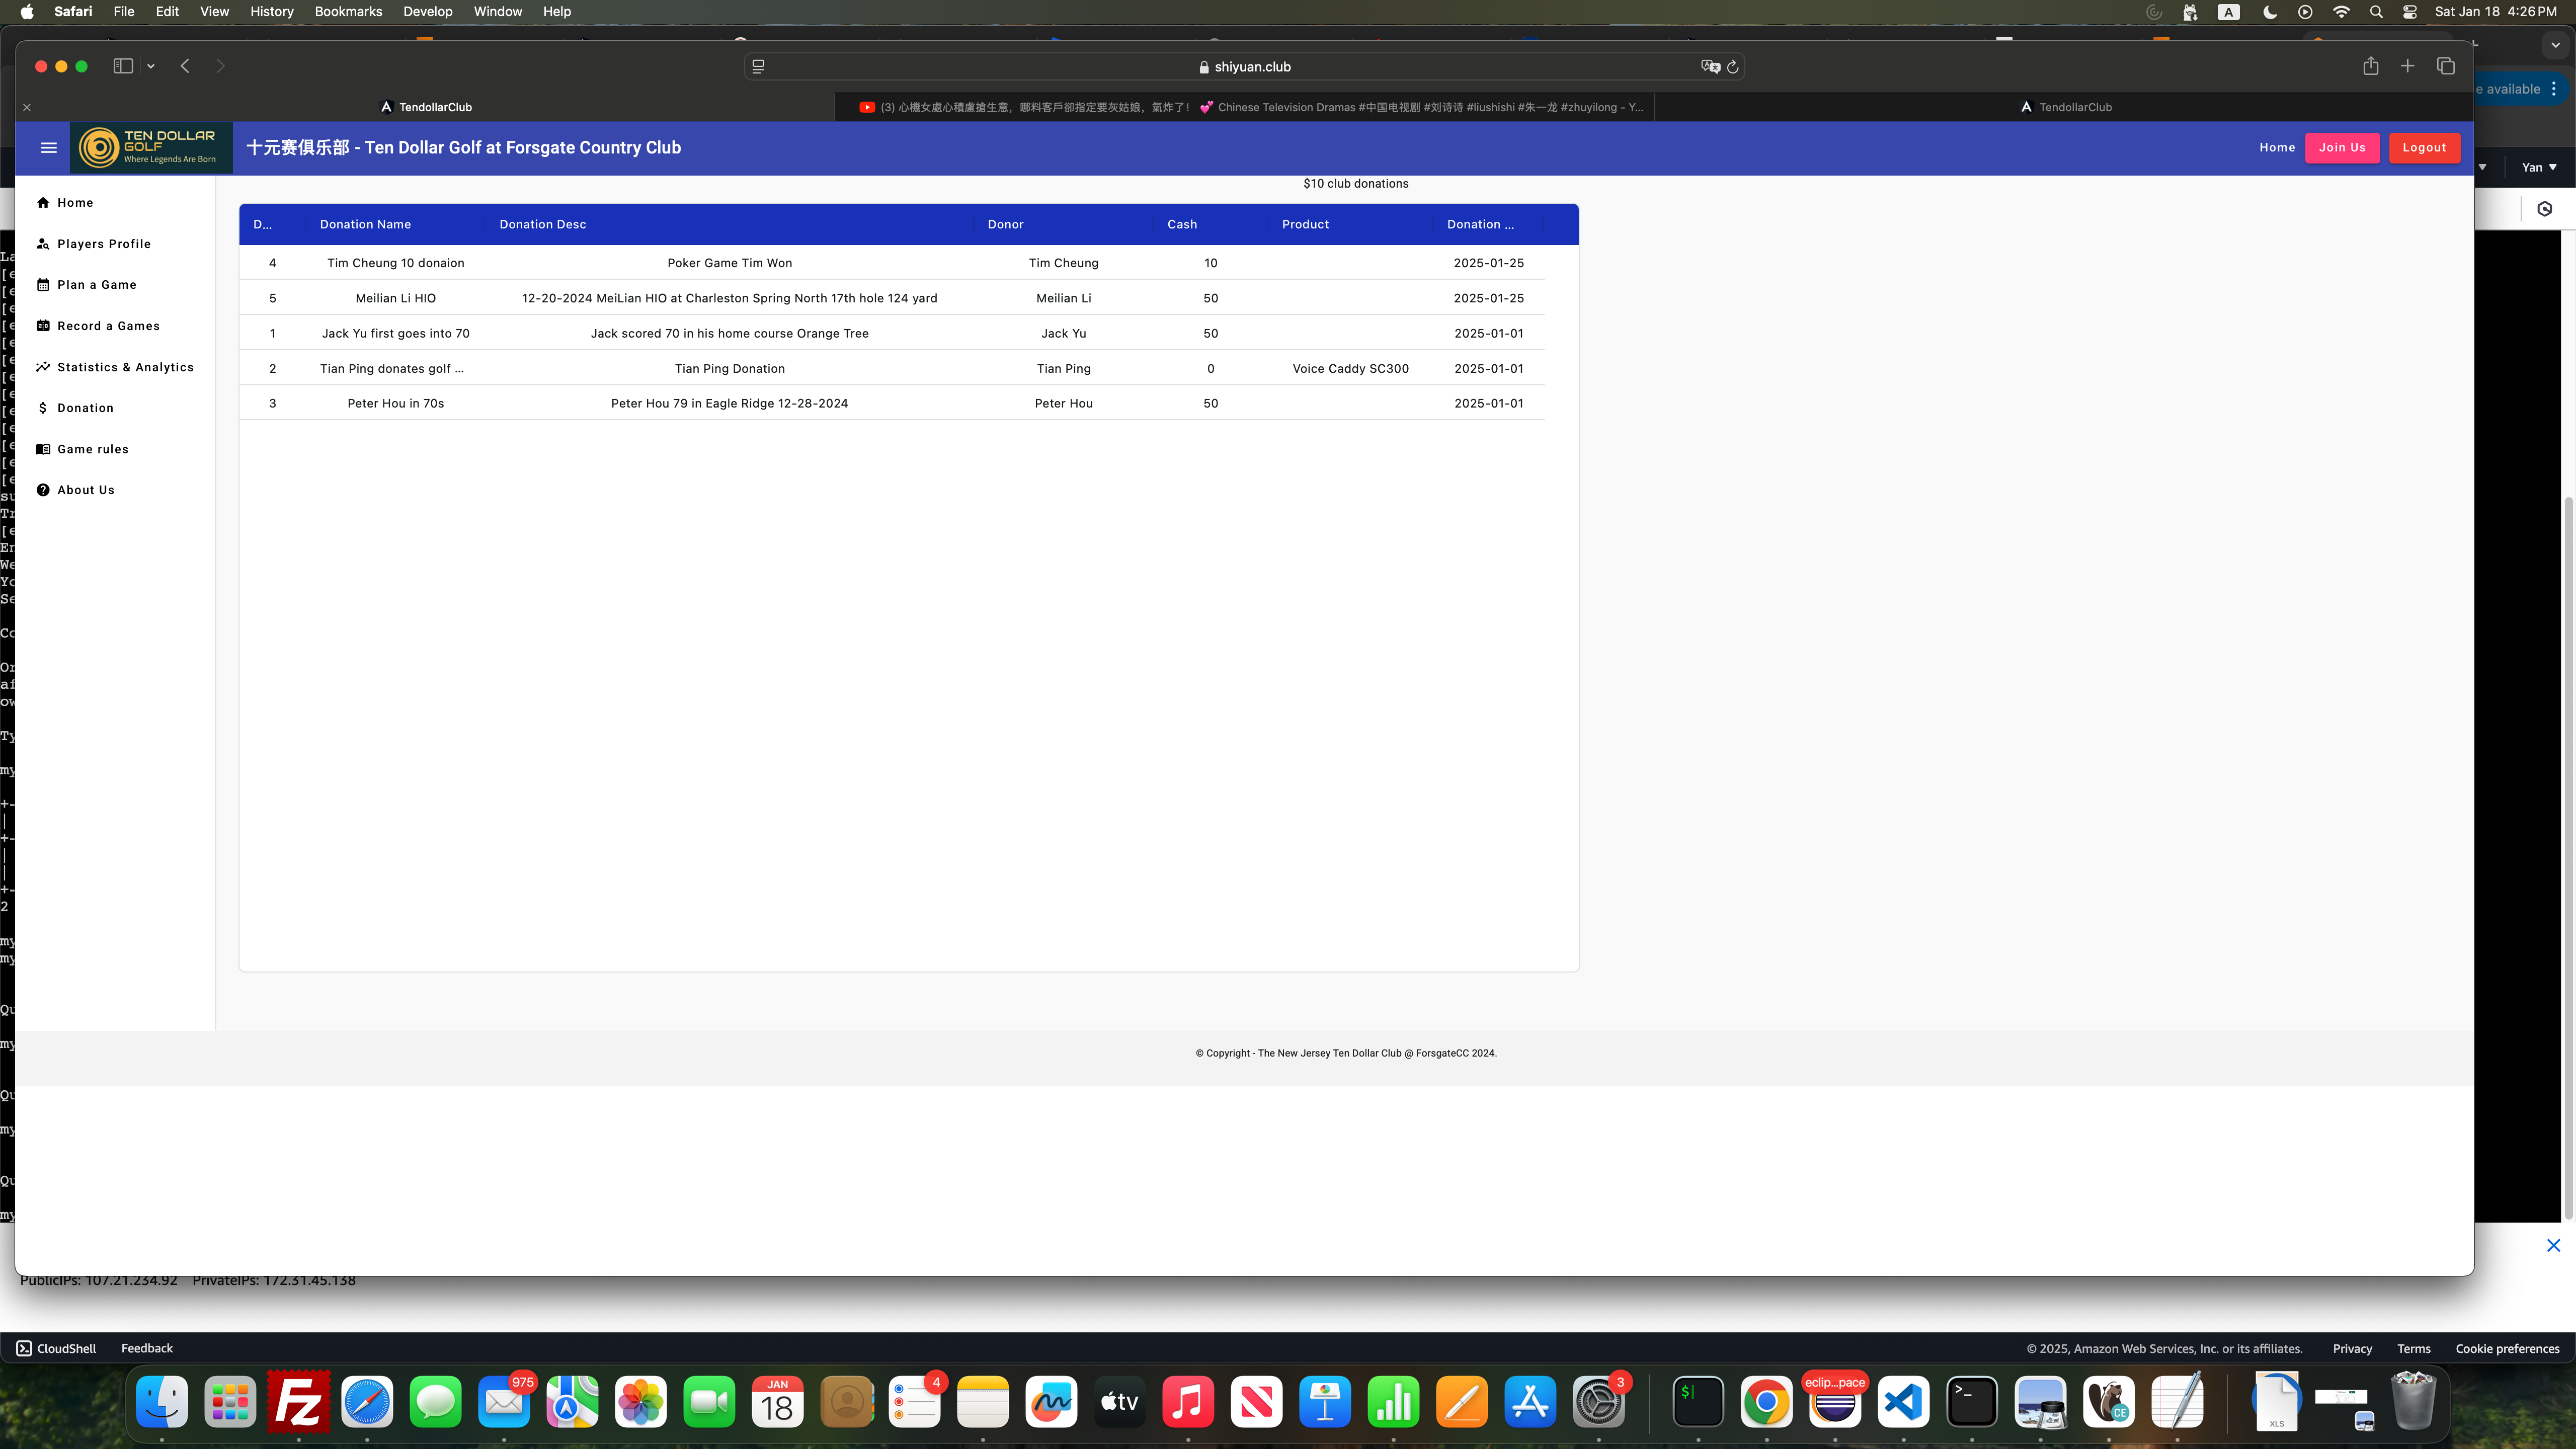 Safari File Edit View History Bookmarks Develop Window Help
A
Sat Jan 18 4:26 PM
shiyuan.club
TendollarClub
(3) 心機女處心積慮搶生意，哪料客戶卻指定要灰姑娘，氣炸了！ 💕 Chinese Television Dramas #中国电视剧 #刘诗诗 #liushishi #朱一龙 #zhuyilong - Y...
TendollarClub
e available
TEN DOLLAR
GOLF
Where Legends Are Born
十元赛俱乐部 - Ten Dollar Golf at Forsgate Country Club
Home Join Us Logout
Yan
$10 club donations
Home
Players Profile
Plan a Game
Record a Games
Statistics & Analytics
Donation
Game rules
About Us
D... Donation Name Donation Desc Donor Cash Product Donation ...
4 Tim Cheung 10 donaion Poker Game Tim Won Tim Cheung 10 2025-01-25
5 Meilian Li HIO 12-20-2024 MeiLian HIO at Charleston Spring North 17th hole 124 yard Meilian Li 50 2025-01-25
1 Jack Yu first goes into 70 Jack scored 70 in his home course Orange Tree Jack Yu 50 2025-01-01
2 Tian Ping donates golf ... Tian Ping Donation Tian Ping 0 Voice Caddy SC300 2025-01-01
3 Peter Hou in 70s Peter Hou 79 in Eagle Ridge 12-28-2024 Peter Hou 50 2025-01-01
© Copyright - The New Jersey Ten Dollar Club @ ForsgateCC 2024.
PublicIPs: 107.21.234.92 PrivateIPs: 172.31.45.138
CloudShell Feedback
© 2025, Amazon Web Services, Inc. or its affiliates. Privacy Terms Cookie preferences
975
JAN
18
4
tv
3
eclip...pace
CE
XLS